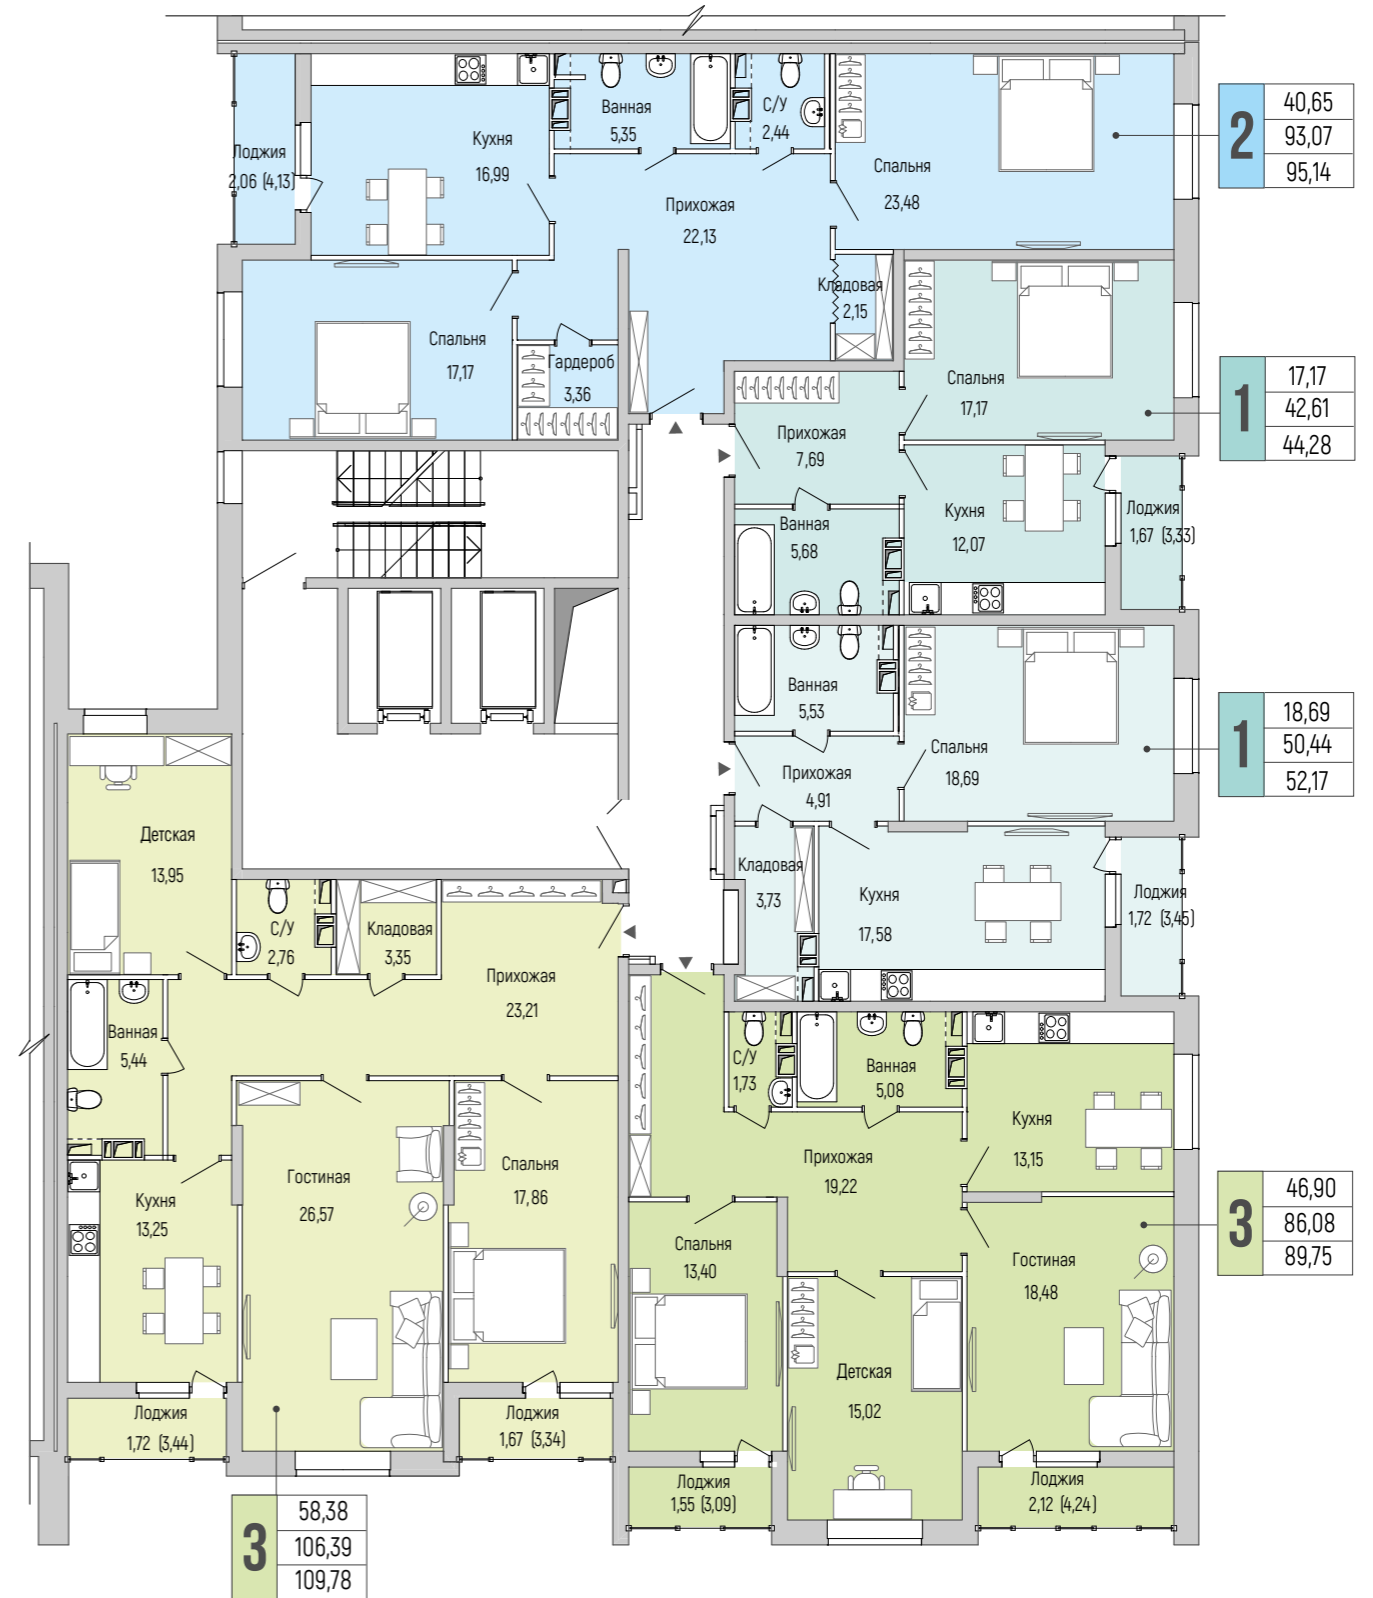 Лоджия
2,06 (4,13)
Кухня
16,99
Ванная
5,35
С/У
2,44
Спальня
23,48
Прихожая
22,13
Кладовая
2,15
Спальня
17,17
Гардероб
3,36
2
40,65
93,07
95,14
Спальня
17,17
Прихожая
7,69
Кухня
12,07
Ванная
5,68
Лоджия
1,67 (3,33)
1
17,17
42,61
44,28
Ванная
5,53
Спальня
18,69
Прихожая
4,91
Кладовая
3,73
Кухня
17,58
Лоджия
1,72 (3,45)
1
18,69
50,44
52,17
Детская
13,95
С/У
2,76
Кладовая
3,35
Прихожая
23,21
Ванная
5,44
Кухня
13,25
Гостиная
26,57
Спальня
17,86
Лоджия
1,72 (3,44)
Лоджия
1,67 (3,34)
3
58,38
106,39
109,78
С/У
1,73
Ванная
5,08
Кухня
13,15
Прихожая
19,22
Спальня
13,40
Гостиная
18,48
Детская
15,02
Лоджия
1,55 (3,09)
Лоджия
2,12 (4,24)
3
46,90
86,08
89,75